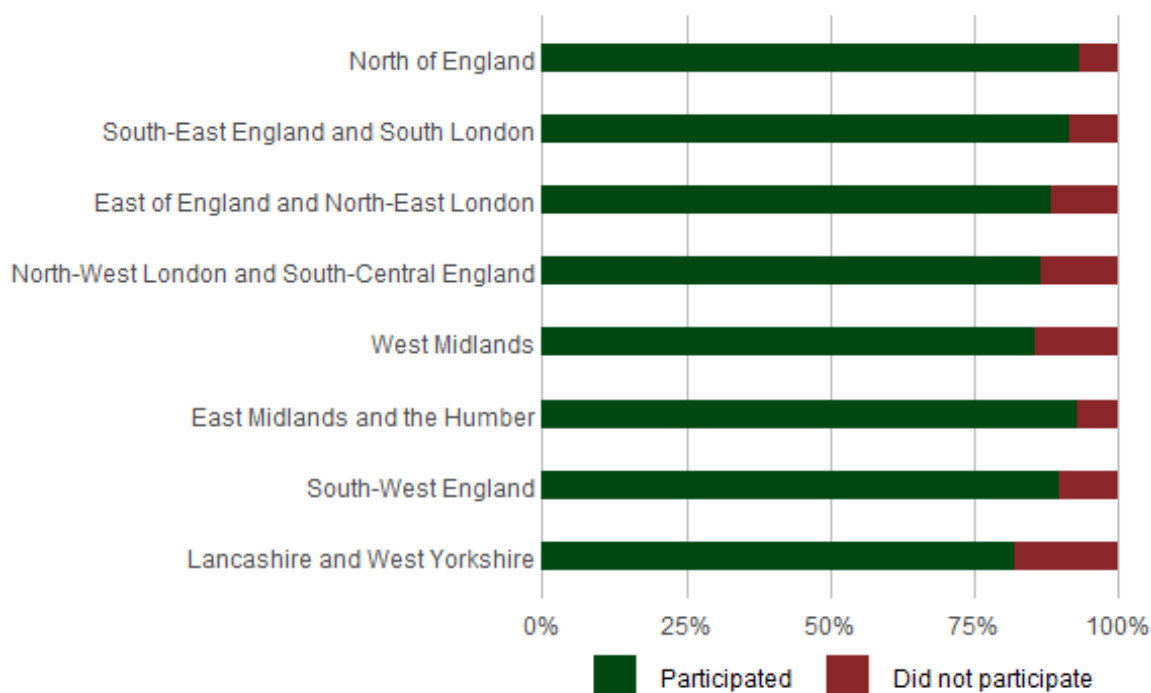 North of England
South-East England and South London
East of England and North-East London
North-West London and South-Central England
West Midlands
East Midlands and the Humber
South-West England
Lancashire and West Yorkshire
0% 25% 50% 75% 100%
Participated Did not participate